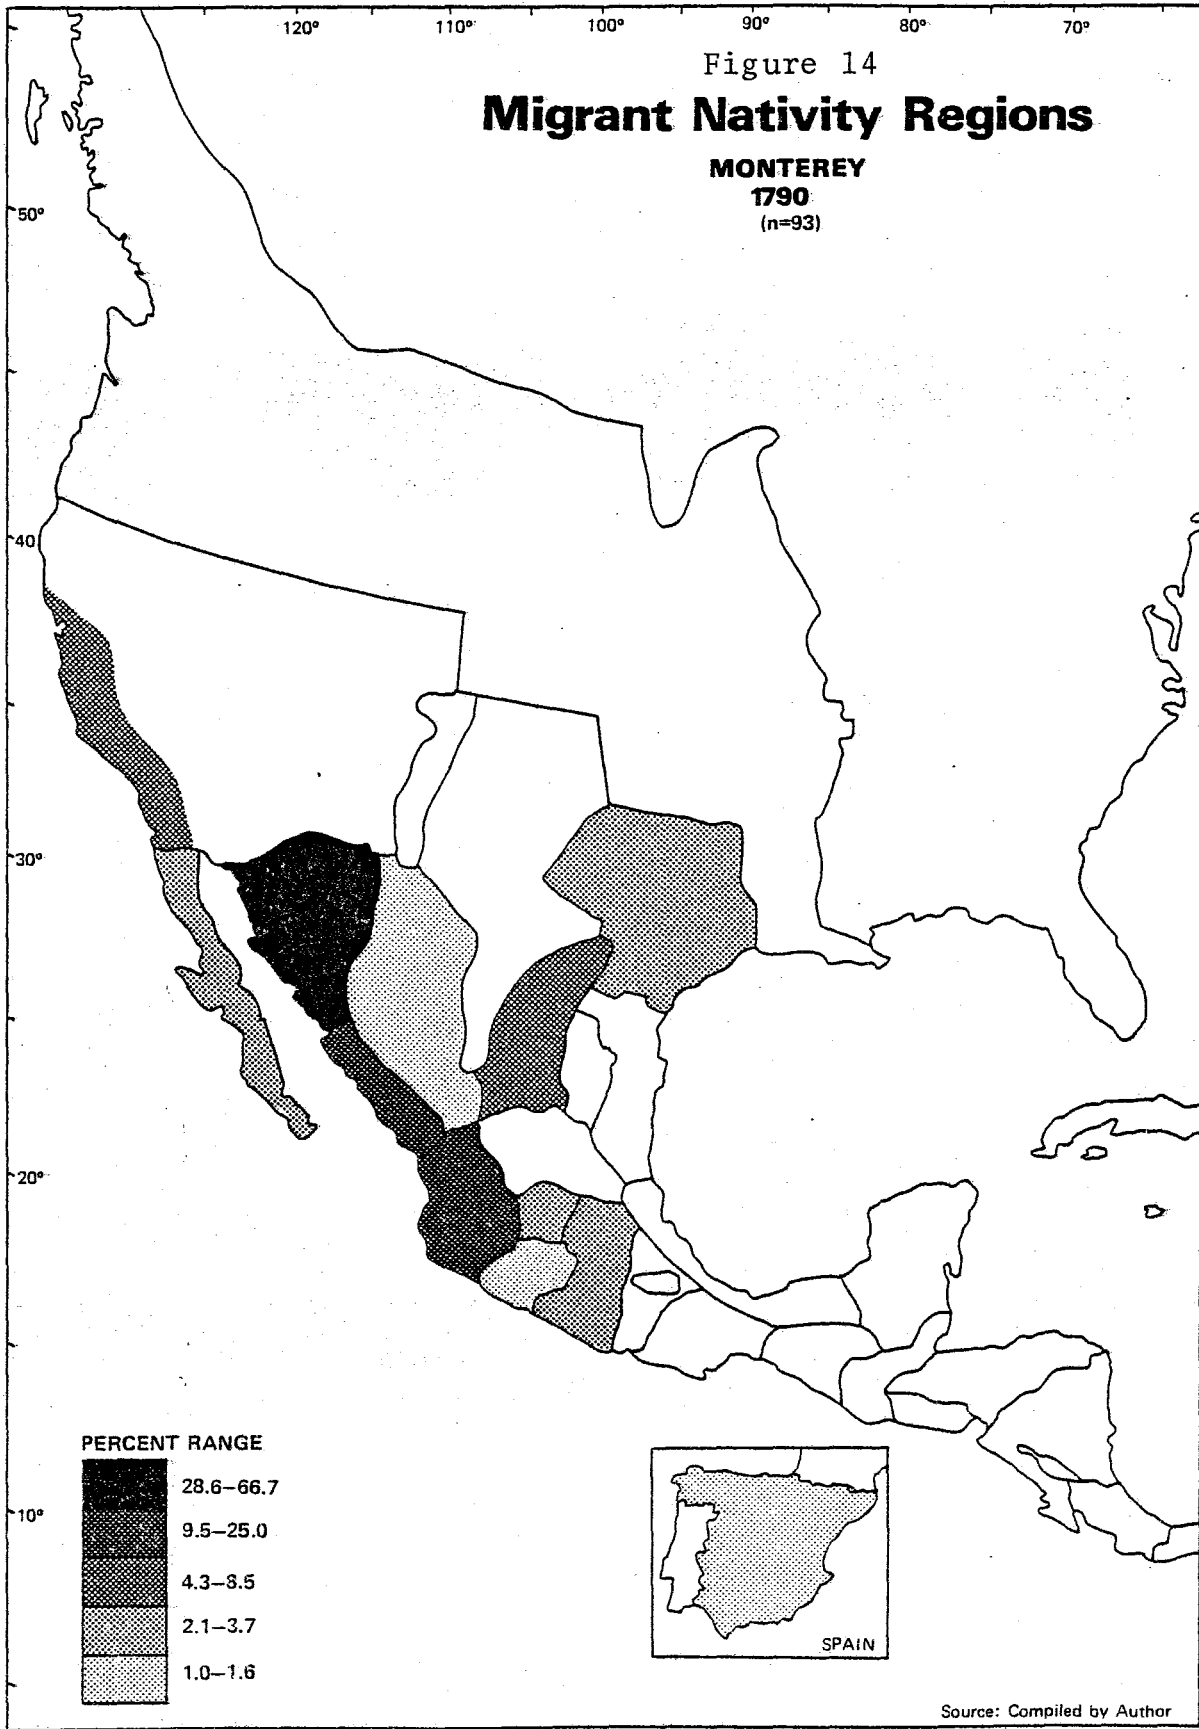 120° 110° 100° 90° 80° 70°
Figure 14
Migrant Nativity Regions
MONTEREY
1790
(n=93)
50°
40
30°
20°
10°
PERCENT RANGE
28.6–66.7
9.5–25.0
4.3–8.5
2.1–3.7
1.0–1.6
SPAIN
Source: Compiled by Author